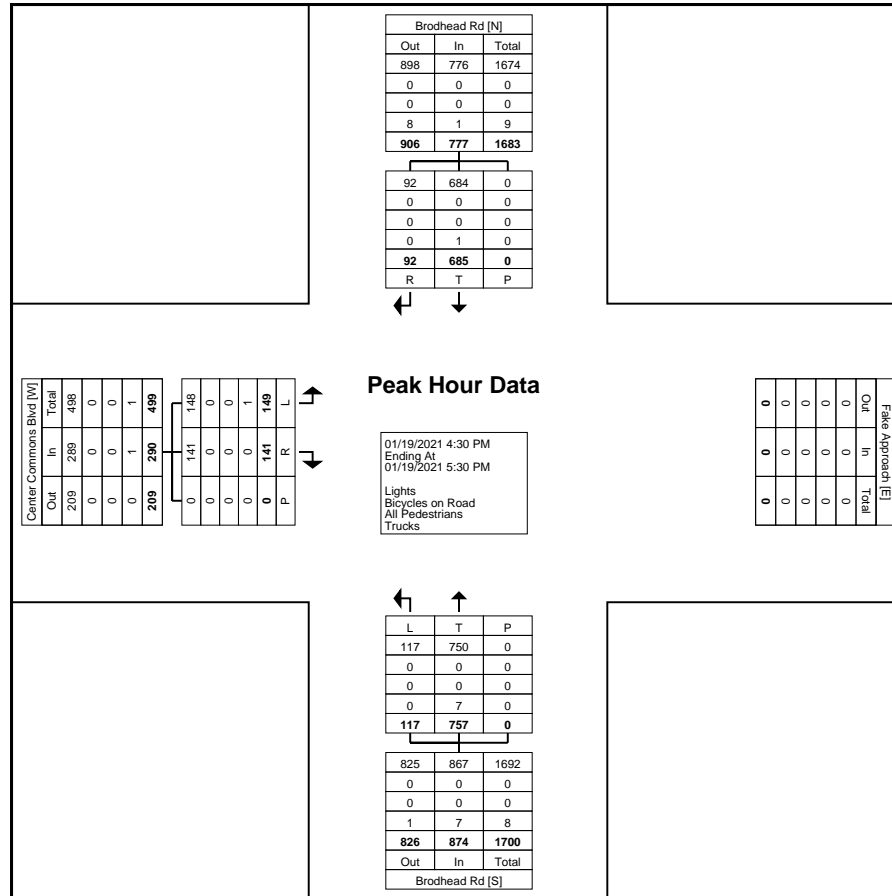 Brodhead Rd [N]
Out In Total
898 776 1674
0 0 0
0 0 0
8 1 9
906 777 1683
92 684 0
0 0 0
0 0 0
0 1 0
92 685 0
R T P
Center Commons Blvd [W]
Total 498 0 0 1 499
In 289 0 0 1 290
Out 209 0 0 0 209
148 0 0 1 149 L
141 0 0 0 141 R
0 0 0 0 0 P
Peak Hour Data
01/19/2021 4:30 PM
Ending At
01/19/2021 5:30 PM
Lights
Bicycles on Road
All Pedestrians
Trucks
Fake Approach [E]
Out In Total
0 0 0
0 0 0
0 0 0
0 0 0
0 0 0
L T P
117 750 0
0 0 0
0 0 0
0 7 0
117 757 0
825 867 1692
0 0 0
0 0 0
1 7 8
826 874 1700
Out In Total
Brodhead Rd [S]